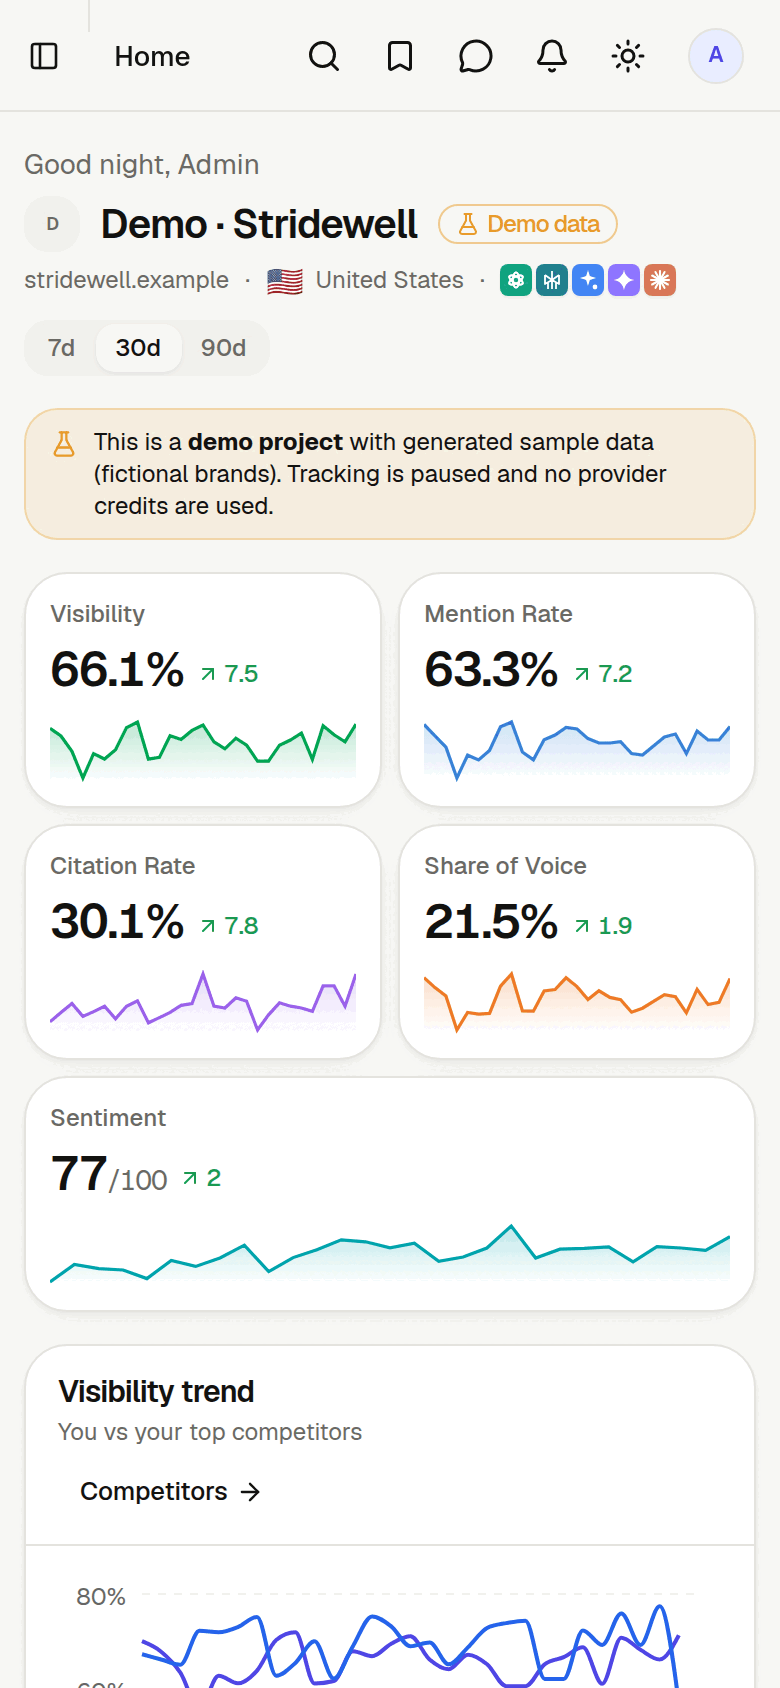 Home
A
Good night, Admin
D
Demo · Stridewell
Demo data
stridewell.example · United States ·
7d 30d 90d
This is a demo project with generated sample data
(fictional brands). Tracking is paused and no provider
credits are used.
Visibility
66.1% 7.5
Mention Rate
63.3% 7.2
Citation Rate
30.1% 7.8
Share of Voice
21.5% 1.9
Sentiment
77/100 2
Visibility trend
You vs your top competitors
Competitors
80%